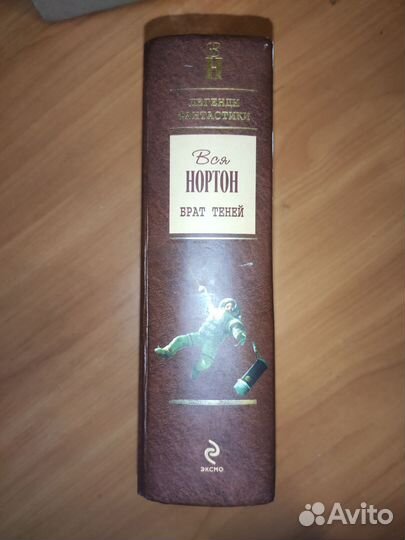 ЛЕГЕНДЫ
ФАНТАСТИКИ
Вся
НОРТОН
БРАТ ТЕНЕЙ
ЭКСМО
Avito